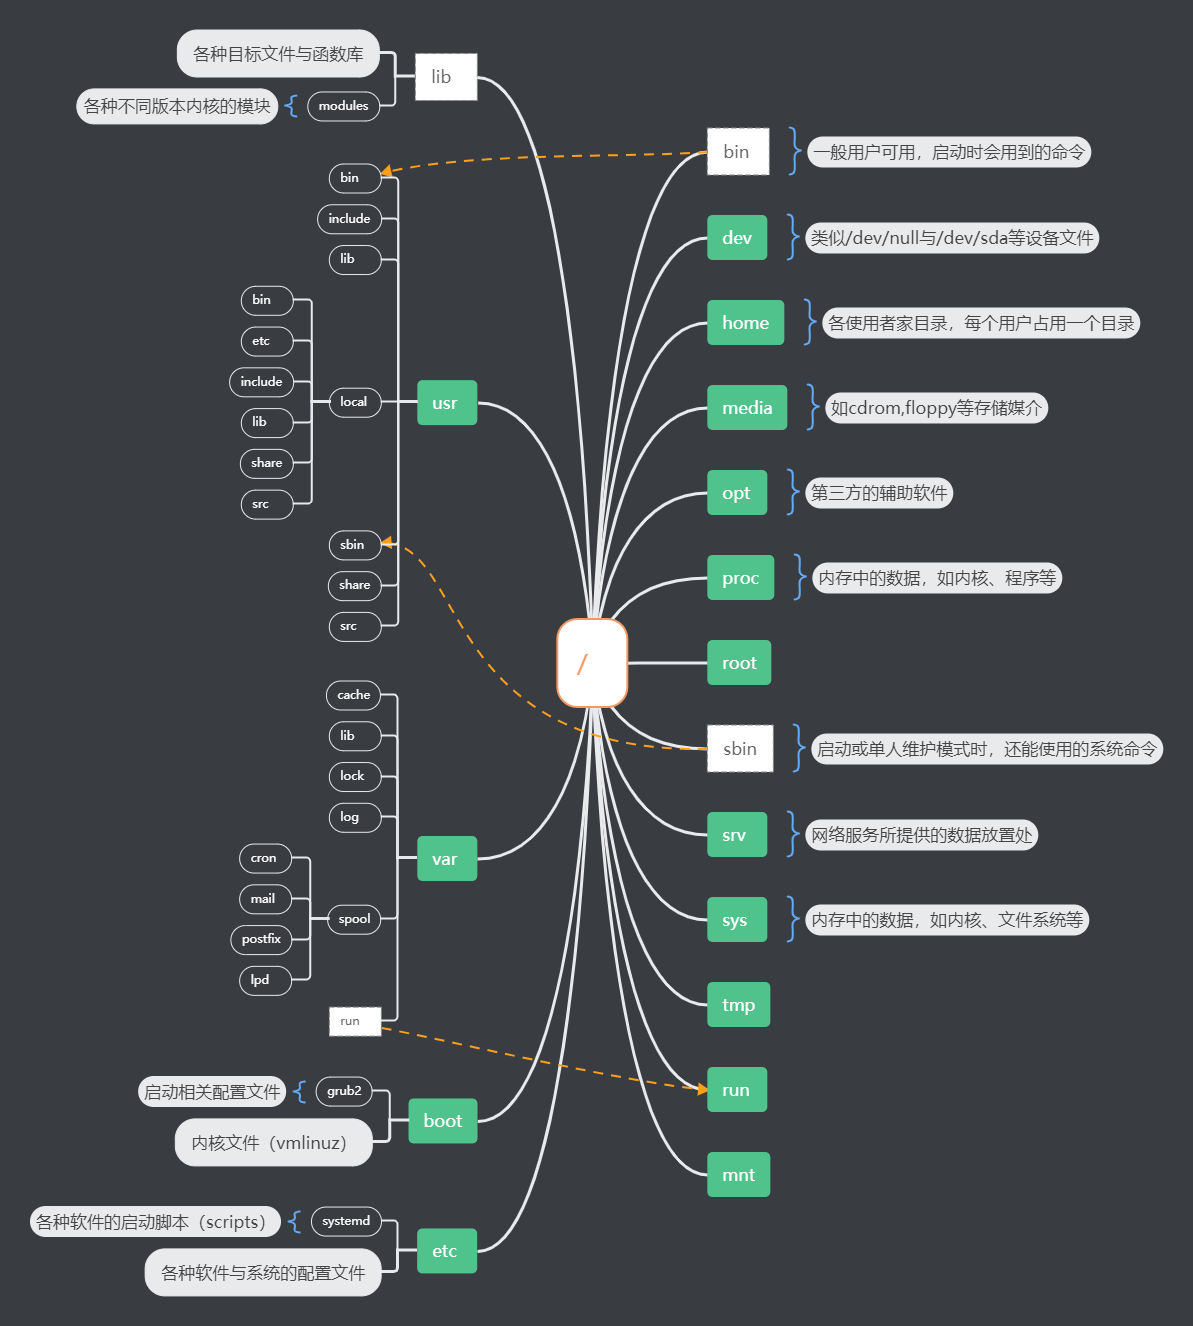 各种目标文件与函数库
lib
各种不同版本内核的模块
modules
bin
include
lib
bin
etc
include
lib
share
src
local
usr
sbin
share
src
cache
lib
lock
log
var
cron
mail
postfix
lpd
spool
run
启动相关配置文件
grub2
boot
内核文件（vmlinuz）
各种软件的启动脚本（scripts）
systemd
etc
各种软件与系统的配置文件
/
bin
一般用户可用，启动时会用到的命令
dev
类似/dev/null与/dev/sda等设备文件
home
各使用者家目录，每个用户占用一个目录
media
如cdrom,floppy等存储媒介
opt
第三方的辅助软件
proc
内存中的数据，如内核、程序等
root
sbin
启动或单人维护模式时，还能使用的系统命令
srv
网络服务所提供的数据放置处
sys
内存中的数据，如内核、文件系统等
tmp
run
mnt